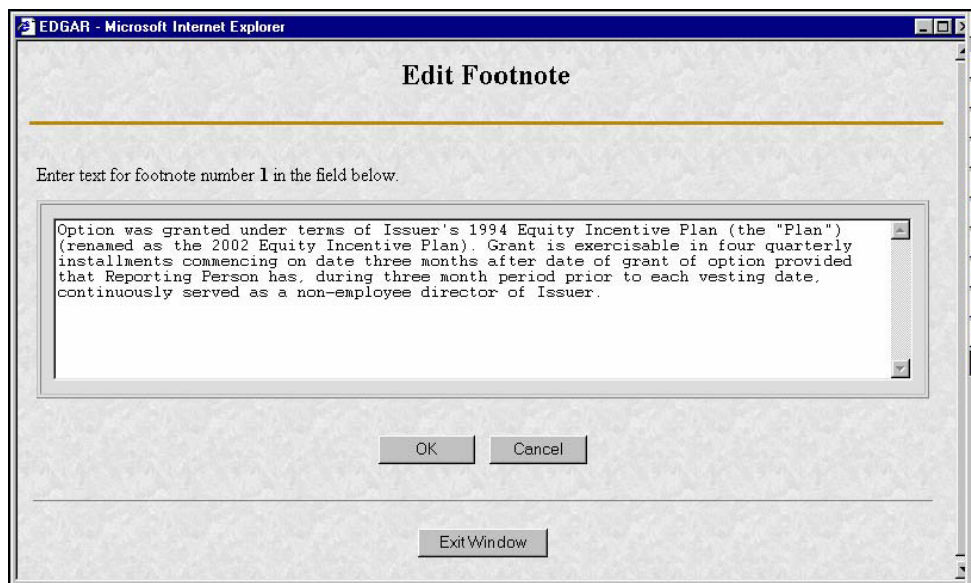 EDGAR - Microsoft Internet Explorer
Edit Footnote
Enter text for footnote number 1 in the field below.
Option was granted under terms of Issuer's 1994 Equity Incentive Plan (the "Plan")
(renamed as the 2002 Equity Incentive Plan). Grant is exercisable in four quarterly
installments commencing on date three months after date of grant of option provided
that Reporting Person has, during three month period prior to each vesting date,
continuously served as a non-employee director of Issuer.
OK Cancel
Exit Window